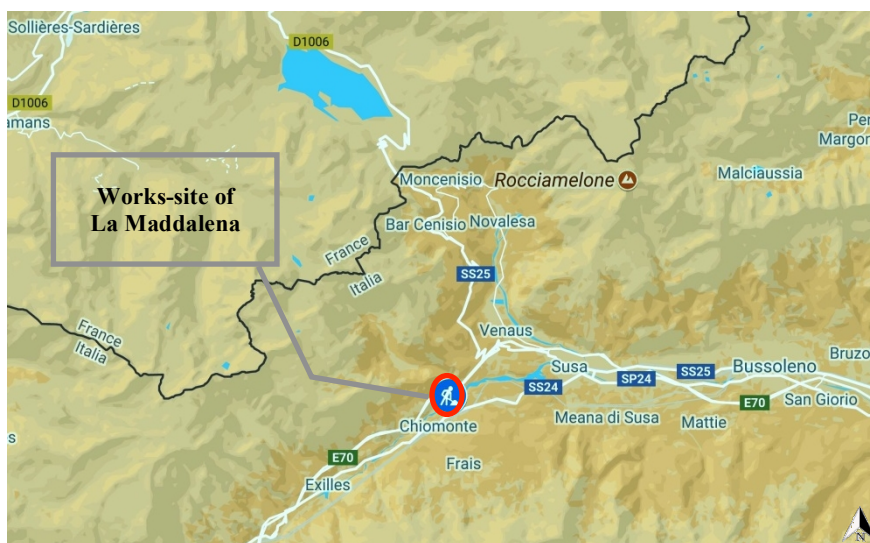 Sollières-Sardières
D1006
D1006
amans
Per
Margon
Works-site of
La Maddalena
Moncenisio
Rocciamelone
Malciaussia
Bar Cenisio
Novalesa
France
Italia
SS25
France
Italia
Venaus
Susa
SS25
Bussoleno
Bruzo
SS24
SP24
E70
San Giorio
Chiomonte
Meana di Susa
Mattie
s
E70
Frais
Exilles
N